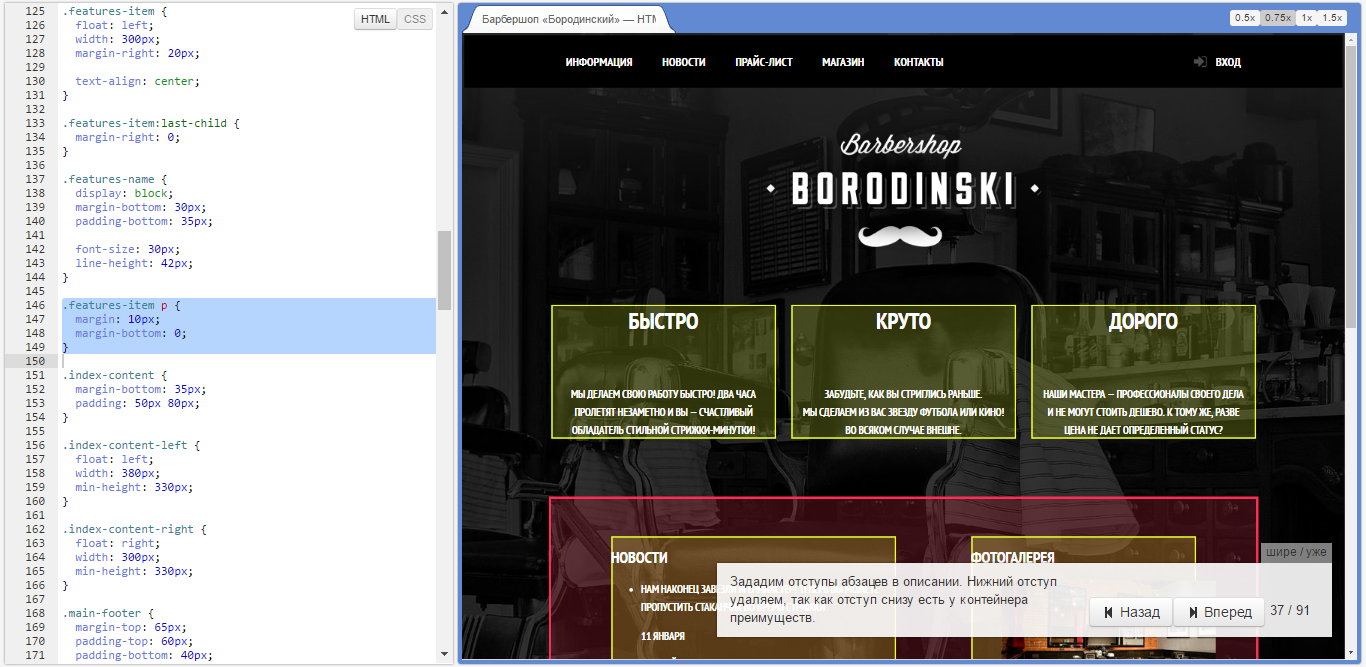 125 .features-item {
126 float: left;
127 width: 300px;
128 margin-right: 20px;
129
130 text-align: center;
131 }
132
133 .features-item:last-child {
134 margin-right: 0;
135 }
136
137 .features-name {
138 display: block;
139 margin-bottom: 30px;
140 padding-bottom: 35px;
141
142 font-size: 30px;
143 line-height: 42px;
144 }
145
146 .features-item p {
147 margin: 10px;
148 margin-bottom: 0;
149 }
150
151 .index-content {
152 margin-bottom: 35px;
153 padding: 50px 80px;
154 }
155
156 .index-content-left {
157 float: left;
158 width: 380px;
159 min-height: 330px;
160 }
161
162 .index-content-right {
163 float: right;
164 width: 300px;
165 min-height: 330px;
166 }
167
168 .main-footer {
169 margin-top: 65px;
170 padding-top: 60px;
171 padding-bottom: 40px;
HTML CSS
Барбершоп «Бородинский» — HTM
0.5x 0.75x 1x 1.5x
ИНФОРМАЦИЯ НОВОСТИ ПРАЙС-ЛИСТ МАГАЗИН КОНТАКТЫ ВХОД
Barbershop
BORODINSKI
БЫСТРО
МЫ ДЕЛАЕМ СВОЮ РАБОТУ БЫСТРО! ДВА ЧАСА
ПРОЛЕТЯТ НЕЗАМЕТНО И ВЫ — СЧАСТЛИВЫЙ
ОБЛАДАТЕЛЬ СТИЛЬНОЙ СТРИЖКИ-МИНУТКИ!
КРУТО
ЗАБУДЬТЕ, КАК ВЫ СТРИГЛИСЬ РАНЬШЕ.
МЫ СДЕЛАЕМ ИЗ ВАС ЗВЕЗДУ ФУТБОЛА ИЛИ КИНО!
ВО ВСЯКОМ СЛУЧАЕ ВНЕШНЕ.
ДОРОГО
НАШИ МАСТЕРА — ПРОФЕССИОНАЛЫ СВОЕГО ДЕЛА
И НЕ МОГУТ СТОИТЬ ДЕШЕВО. К ТОМУ ЖЕ, РАЗВЕ
ЦЕНА НЕ ДАЕТ ОПРЕДЕЛЕННЫЙ СТАТУС?
НОВОСТИ
НАМ НАКОНЕЦ
ПРОПУСТИТЬ
11 ЯНВАРЯ
ФОТОГАЛЕРЕЯ
шире / уже
Зададим отступы абзацев в описании. Нижний отступ
удаляем, так как отступ снизу есть у контейнера
преимуществ.
Назад Вперед 37 / 91